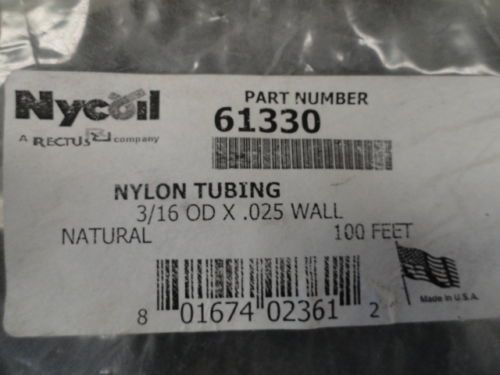 Nycoil
A RECTUS company
PART NUMBER
61330
NYLON TUBING
3/16 OD X .025 WALL
NATURAL 100 FEET
Made in U.S.A.
8 01674 02361 2